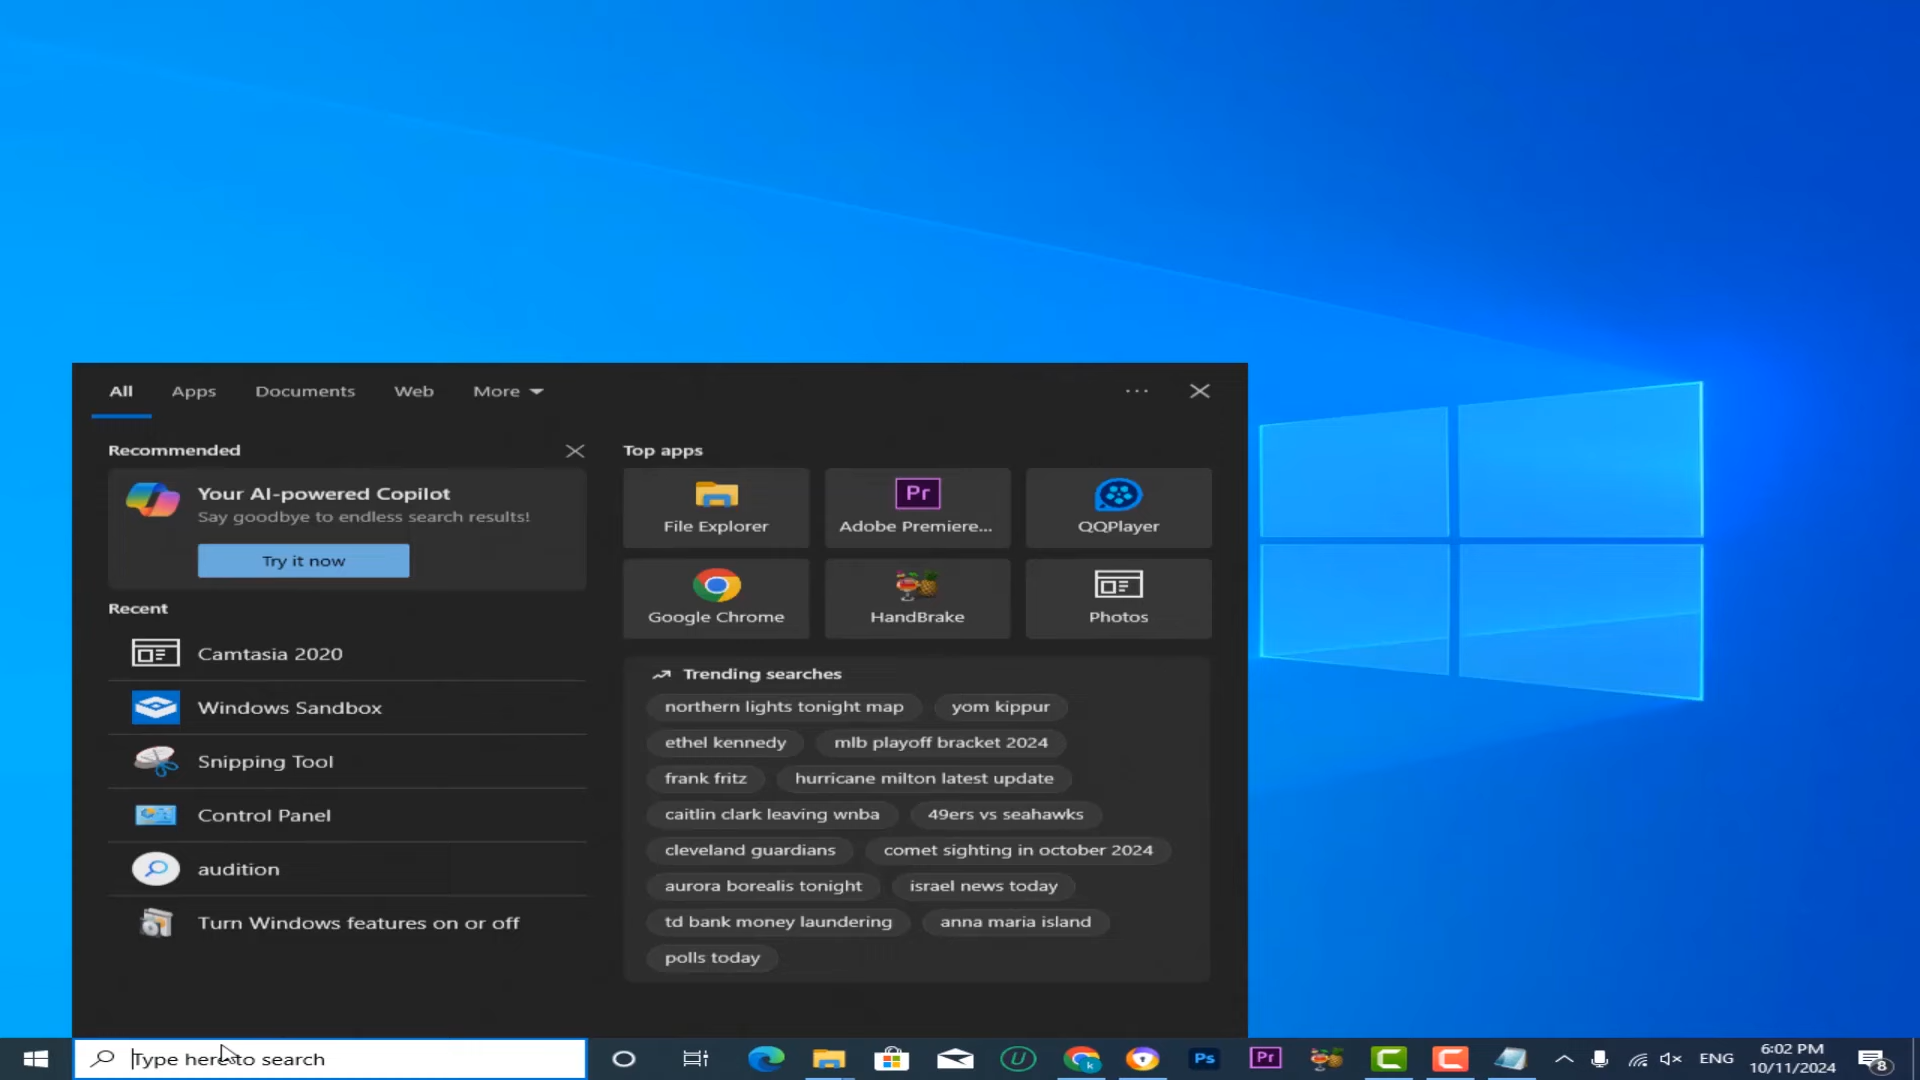 All Apps Documents Web More
Recommended
Your AI-powered Copilot
Say goodbye to endless search results!
Try it now
Recent
Camtasia 2020
Windows Sandbox
Snipping Tool
Control Panel
audition
Turn Windows features on or off
Top apps
Pr
File Explorer Adobe Premiere... QQPlayer
Google Chrome HandBrake Photos
Trending searches
northern lights tonight map yom kippur
ethel kennedy mlb playoff bracket 2024
frank fritz hurricane milton latest update
caitlin clark leaving wnba 49ers vs seahawks
cleveland guardians comet sighting in october 2024
aurora borealis tonight israel news today
td bank money laundering anna maria island
polls today
Type here to search
U k Ps Pr C C ENG
6:02 PM
10/11/2024
8